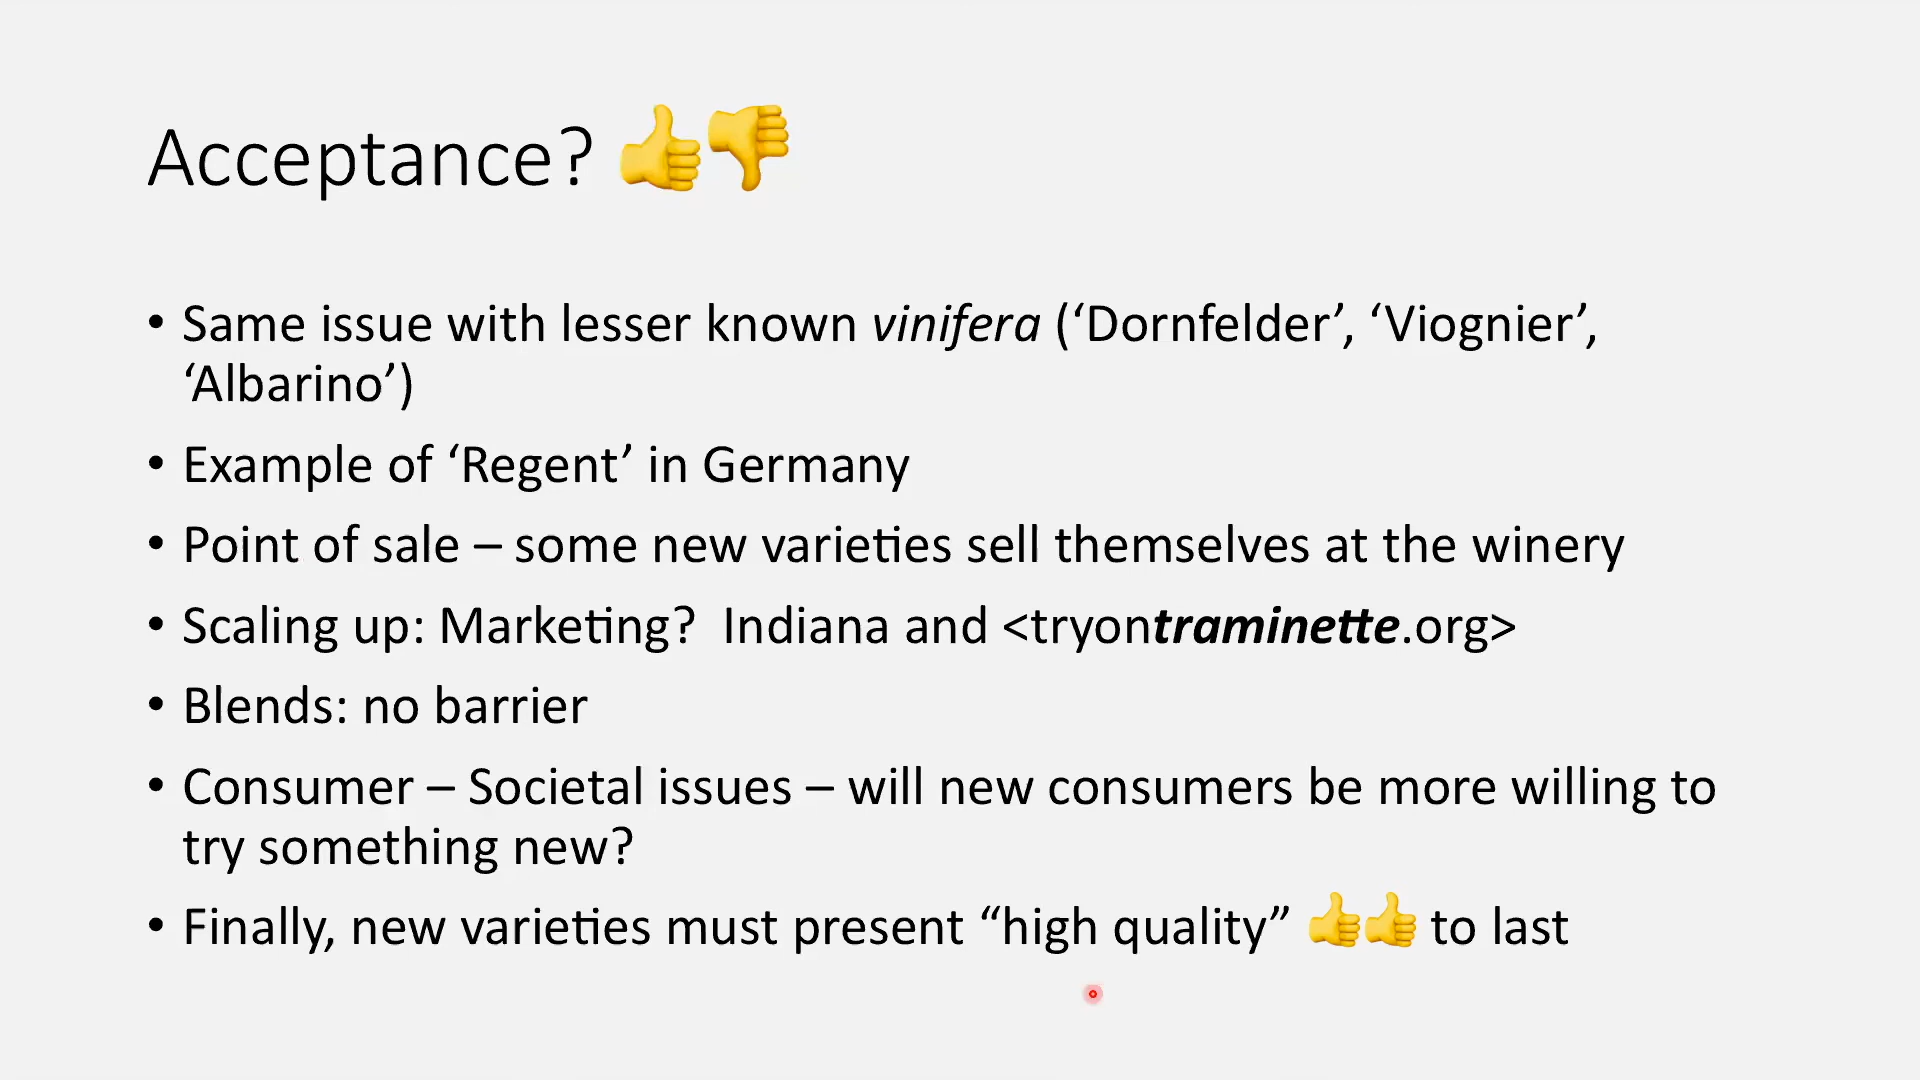 Acceptance? 👍👎
• Same issue with lesser known vinifera (‘Dornfelder’, ‘Viognier’,
‘Albarino’)
• Example of ‘Regent’ in Germany
• Point of sale – some new varieties sell themselves at the winery
• Scaling up: Marketing?  Indiana and <tryontraminette.org>
• Blends: no barrier
• Consumer – Societal issues – will new consumers be more willing to
try something new?
• Finally, new varieties must present “high quality” 👍👍 to last